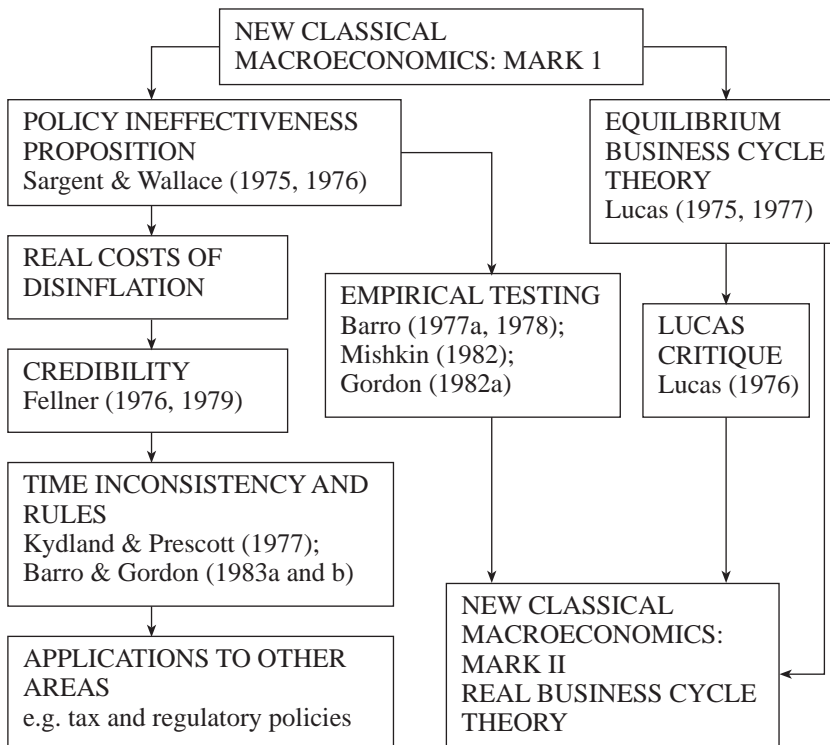 NEW CLASSICAL
MACROECONOMICS: MARK 1
POLICY INEFFECTIVENESS
PROPOSITION
Sargent & Wallace (1975, 1976)
EQUILIBRIUM
BUSINESS CYCLE
THEORY
Lucas (1975, 1977)
REAL COSTS OF
DISINFLATION
EMPIRICAL TESTING
Barro (1977a, 1978);
Mishkin (1982);
Gordon (1982a)
LUCAS
CRITIQUE
Lucas (1976)
CREDIBILITY
Fellner (1976, 1979)
TIME INCONSISTENCY AND
RULES
Kydland & Prescott (1977);
Barro & Gordon (1983a and b)
NEW CLASSICAL
MACROECONOMICS:
MARK II
REAL BUSINESS CYCLE
THEORY
APPLICATIONS TO OTHER
AREAS
e.g. tax and regulatory policies